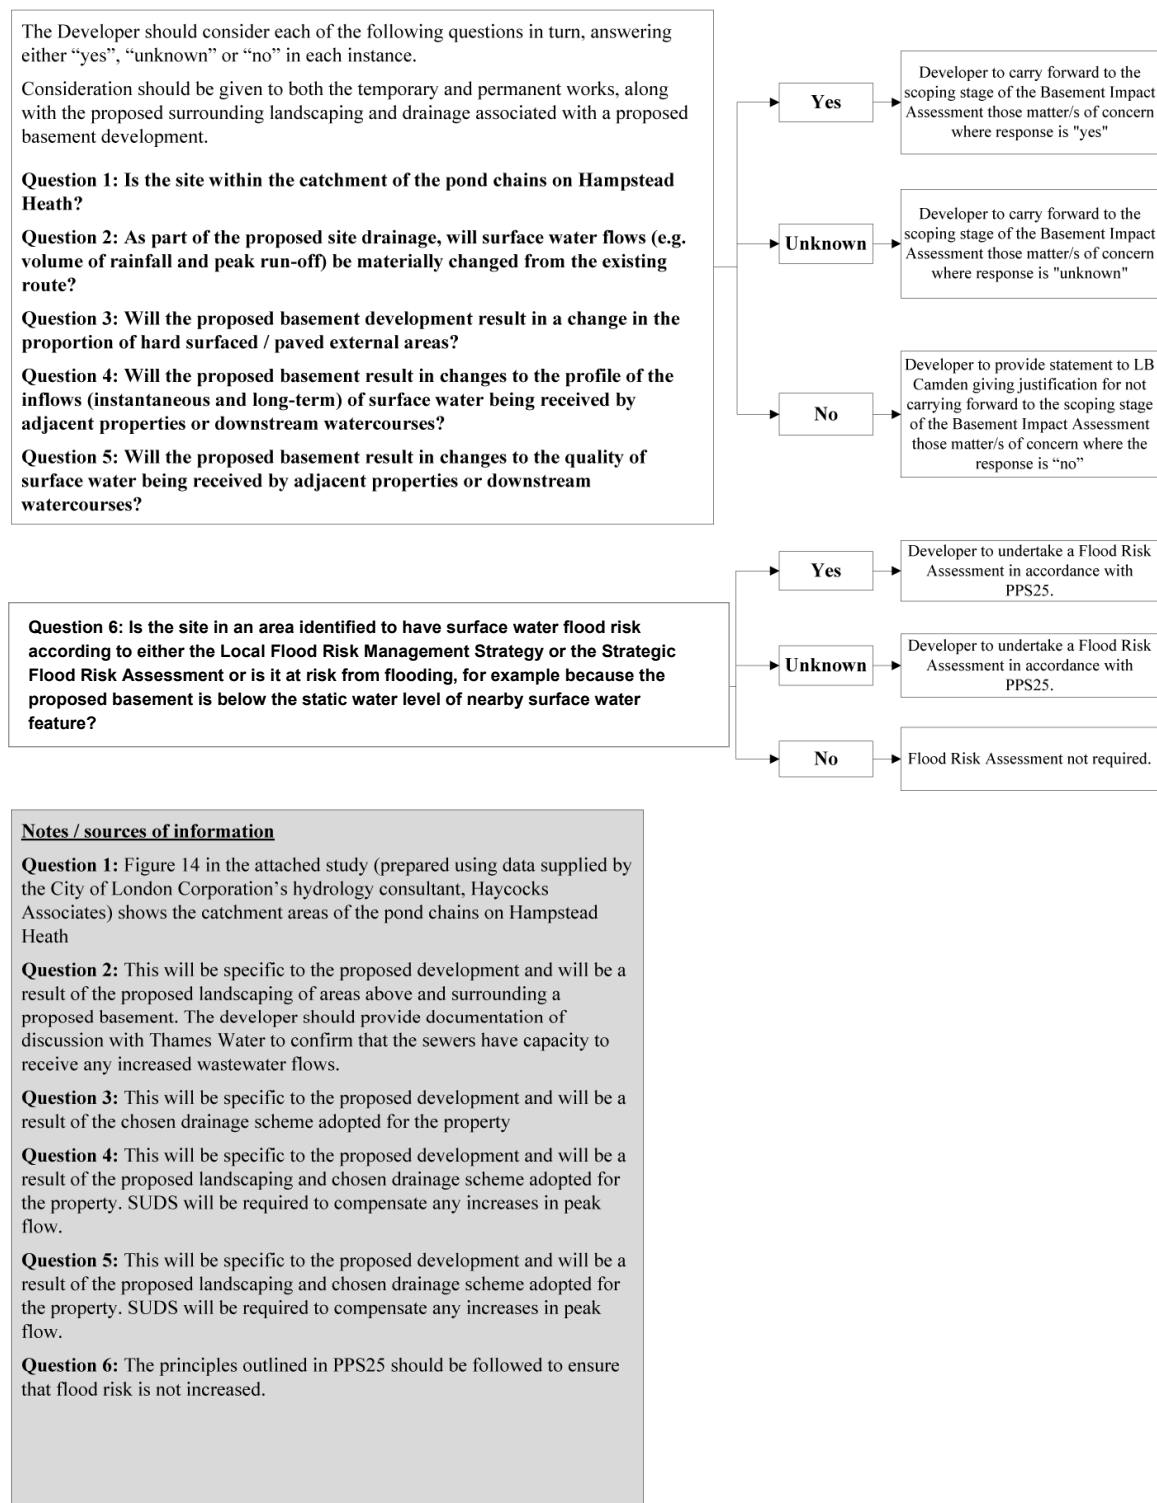 The Developer should consider each of the following questions in turn, answering
either “yes”, “unknown” or “no” in each instance.
Consideration should be given to both the temporary and permanent works, along
with the proposed surrounding landscaping and drainage associated with a proposed
basement development.
Question 1: Is the site within the catchment of the pond chains on Hampstead
Heath?
Question 2: As part of the proposed site drainage, will surface water flows (e.g.
volume of rainfall and peak run-off) be materially changed from the existing
route?
Question 3: Will the proposed basement development result in a change in the
proportion of hard surfaced / paved external areas?
Question 4: Will the proposed basement result in changes to the profile of the
inflows (instantaneous and long-term) of surface water being received by
adjacent properties or downstream watercourses?
Question 5: Will the proposed basement result in changes to the quality of
surface water being received by adjacent properties or downstream
watercourses?
Yes
Developer to carry forward to the
scoping stage of the Basement Impact
Assessment those matter/s of concern
where response is "yes"
Unknown
Developer to carry forward to the
scoping stage of the Basement Impact
Assessment those matter/s of concern
where response is "unknown"
No
Developer to provide statement to LB
Camden giving justification for not
carrying forward to the scoping stage
of the Basement Impact Assessment
those matter/s of concern where the
response is “no”
Question 6: Is the site in an area identified to have surface water flood risk
according to either the Local Flood Risk Management Strategy or the Strategic
Flood Risk Assessment or is it at risk from flooding, for example because the
proposed basement is below the static water level of nearby surface water
feature?
Yes
Developer to undertake a Flood Risk
Assessment in accordance with
PPS25.
Unknown
Developer to undertake a Flood Risk
Assessment in accordance with
PPS25.
No
Flood Risk Assessment not required.
Notes / sources of information
Question 1: Figure 14 in the attached study (prepared using data supplied by
the City of London Corporation’s hydrology consultant, Haycocks
Associates) shows the catchment areas of the pond chains on Hampstead
Heath
Question 2: This will be specific to the proposed development and will be a
result of the proposed landscaping of areas above and surrounding a
proposed basement. The developer should provide documentation of
discussion with Thames Water to confirm that the sewers have capacity to
receive any increased wastewater flows.
Question 3: This will be specific to the proposed development and will be a
result of the chosen drainage scheme adopted for the property
Question 4: This will be specific to the proposed development and will be a
result of the proposed landscaping and chosen drainage scheme adopted for
the property. SUDS will be required to compensate any increases in peak
flow.
Question 5: This will be specific to the proposed development and will be a
result of the proposed landscaping and chosen drainage scheme adopted for
the property. SUDS will be required to compensate any increases in peak
flow.
Question 6: The principles outlined in PPS25 should be followed to ensure
that flood risk is not increased.